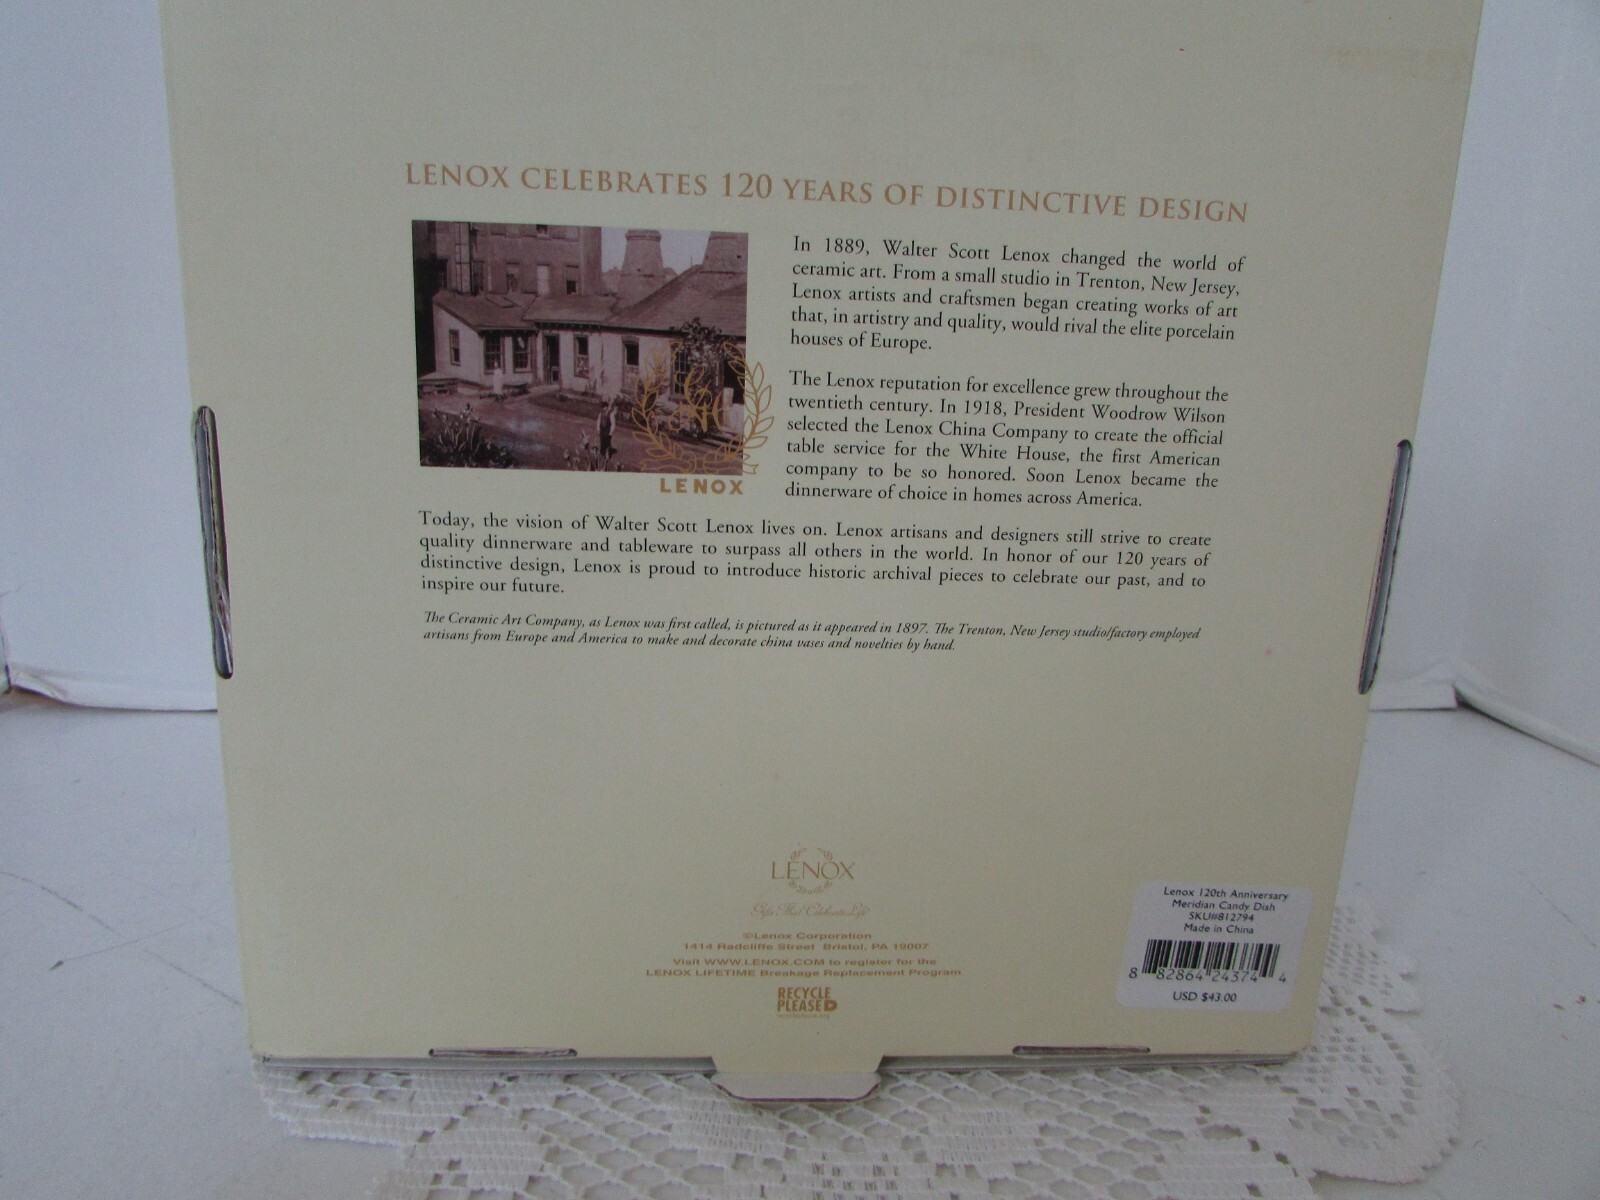 LENOX CELEBRATES 120 YEARS OF DISTINCTIVE DESIGN
In 1889, Walter Scott Lenox changed the world of
ceramic art. From a small studio in Trenton, New Jersey,
Lenox artists and craftsmen began creating works of art
that, in artistry and quality, would rival the elite porcelain
houses of Europe.
The Lenox reputation for excellence grew throughout the
twentieth century. In 1918, President Woodrow Wilson
selected the Lenox China Company to create the official
table service for the White House, the first American
company to be so honored. Soon Lenox became the
dinnerware of choice in homes across America.
LENOX
Today, the vision of Walter Scott Lenox lives on. Lenox artisans and designers still strive to create
quality dinnerware and tableware to surpass all others in the world. In honor of our 120 years of
distinctive design, Lenox is proud to introduce historic archival pieces to celebrate our past, and to
inspire our future.
The Ceramic Art Company, as Lenox was first called, is pictured as it appeared in 1897. The Trenton, New Jersey studio/factory employed
artisans from Europe and America to make and decorate china vases and novelties by hand.
LENOX
Gifts That Celebrate Life
©Lenox Corporation
1414 Radcliffe Street Bristol, PA 19007
Visit WWW.LENOX.COM to register for the
LENOX LIFETIME Breakage Replacement Program
RECYCLE
PLEASE
Lenox 120th Anniversary
Meridian Candy Dish
SKU#812794
Made in China
8 82864 24374 4
USD $43.00